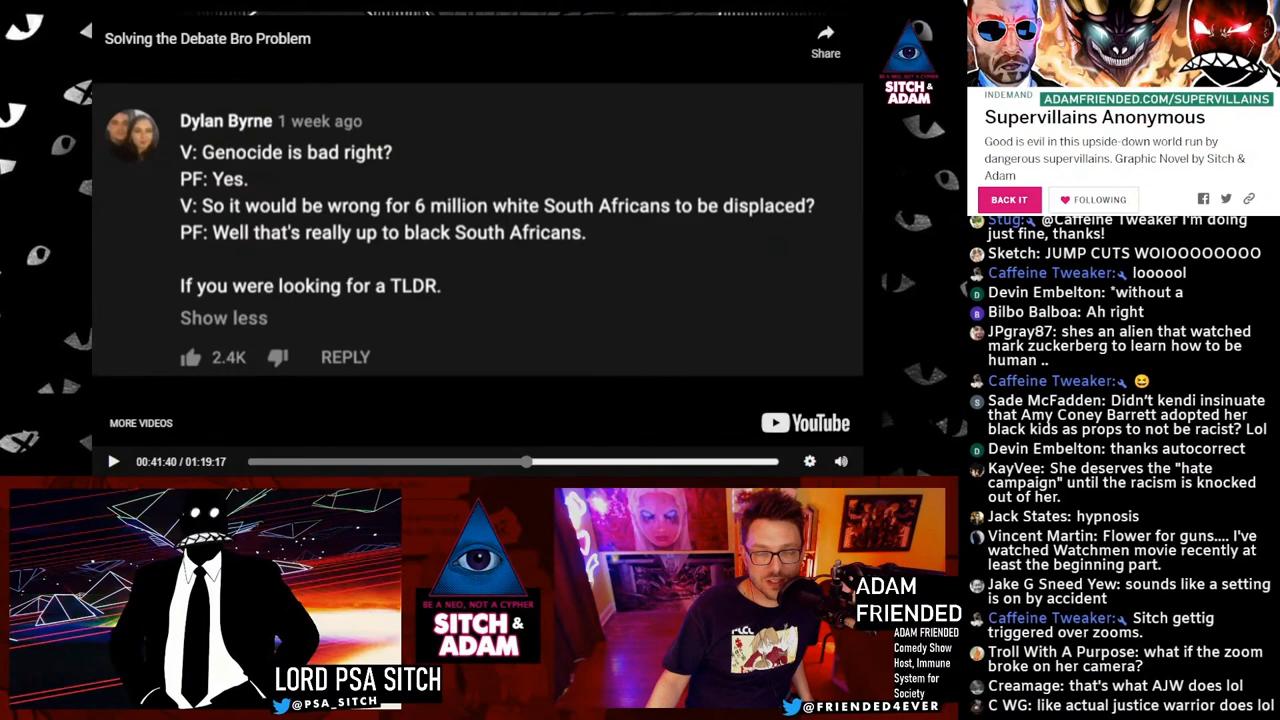 Solving the Debate Bro Problem
Share
Dylan Byrne 1 week ago
V: Genocide is bad right?
PF: Yes.
V: So it would be wrong for 6 million white South Africans to be displaced?
PF: Well that's really up to black South Africans.
If you were looking for a TLDR.
Show less
2.4K
REPLY
MORE VIDEOS
YouTube
00:41:40 / 01:19:17
BE A NEO, NOT A CYPHER
SITCH &
ADAM
INDEMAND
ADAMFRIENDED.COM/SUPERVILLAINS
Supervillains Anonymous
Good is evil in this upside-down world run by
dangerous supervillains. Graphic Novel by Sitch &
Adam
BACK IT
FOLLOWING
Stug: @Caffeine Tweaker I'm doing
just fine, thanks!
Sketch: JUMP CUTS WOIOOOOOOOO
Caffeine Tweaker: loooool
Devin Embelton: *without a
Bilbo Balboa: Ah right
JPgray87: shes an alien that watched
mark zuckerberg to learn how to be
human ..
Caffeine Tweaker: 😆
Sade McFadden: Didn't kendi insinuate
that Amy Coney Barrett adopted her
black kids as props to not be racist? Lol
Devin Embelton: thanks autocorrect
KayVee: She deserves the "hate
campaign" until the racism is knocked
out of her.
Jack States: hypnosis
Vincent Martin: Flower for guns.... I've
watched Watchmen movie recently at
least the beginning part.
Jake G Sneed Yew: sounds like a setting
is on by accident
Caffeine Tweaker: Sitch gettig
triggered over zooms.
Troll With A Purpose: what if the zoom
broke on her camera?
Creamage: that's what AJW does lol
C WG: like actual justice warrior does lol
LORD PSA SITCH
@PSA_SITCH
BE A NEO, NOT A CYPHER
SITCH &
ADAM
ADAM
FRIENDED
ADAM FRIENDED
Comedy Show
Host, Immune
System for
Society
@FRIENDED4EVER